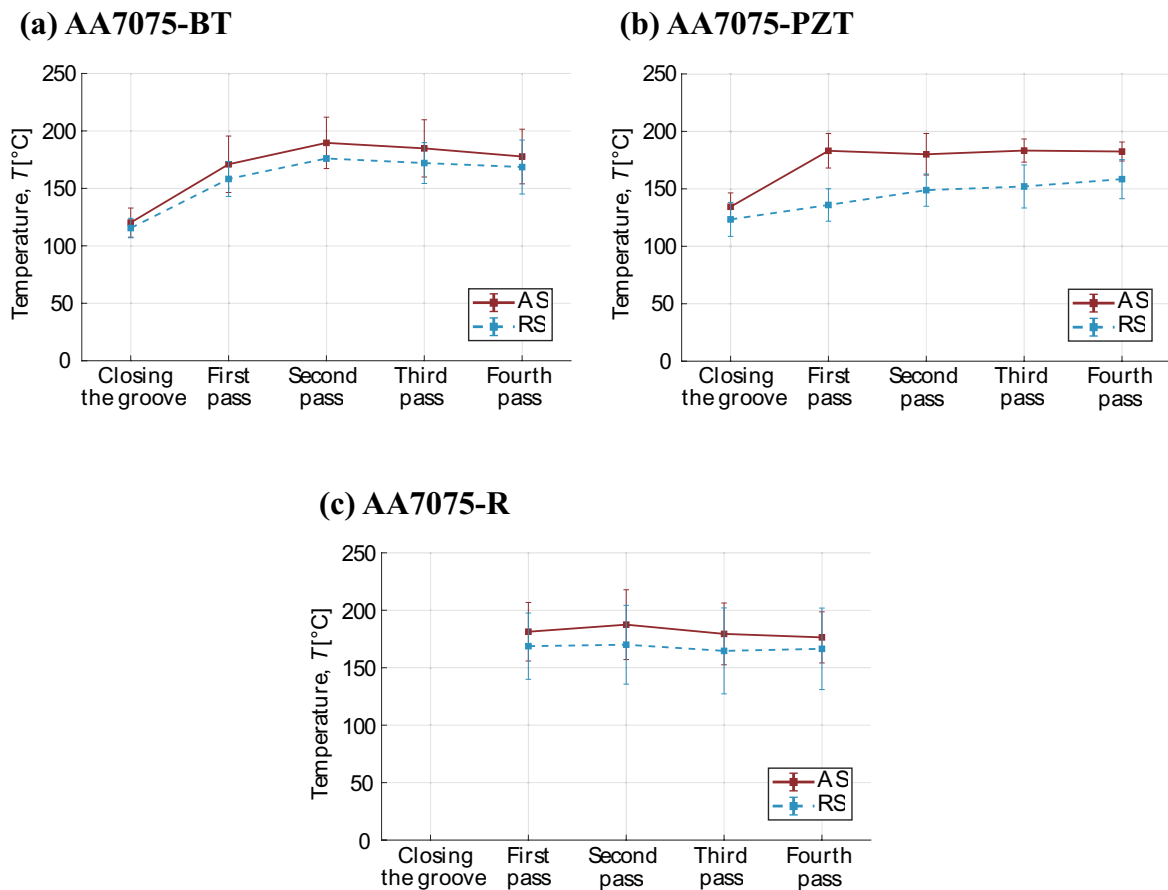 (a) AA7075-BT
250
200
150
100
50
0
Temperature, T[°C]
AS
RS
Closing
the groove
First
pass
Second
pass
Third
pass
Fourth
pass
(b) AA7075-PZT
250
200
150
100
50
0
Temperature, T[°C]
AS
RS
Closing
the groove
First
pass
Second
pass
Third
pass
Fourth
pass
(c) AA7075-R
250
200
150
100
50
0
Temperature, T[°C]
AS
RS
Closing
the groove
First
pass
Second
pass
Third
pass
Fourth
pass